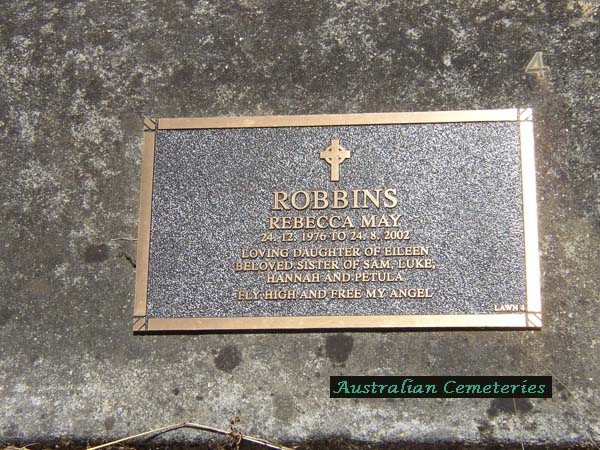 4
ROBBINS
REBECCA MAY
24. 12. 1976 TO 24. 8. 2002
LOVING DAUGHTER OF EILEEN
BELOVED SISTER OF SAM, LUKE,
HANNAH AND PETULA
FLY HIGH AND FREE MY ANGEL
LAWN 4
Australian Cemeteries